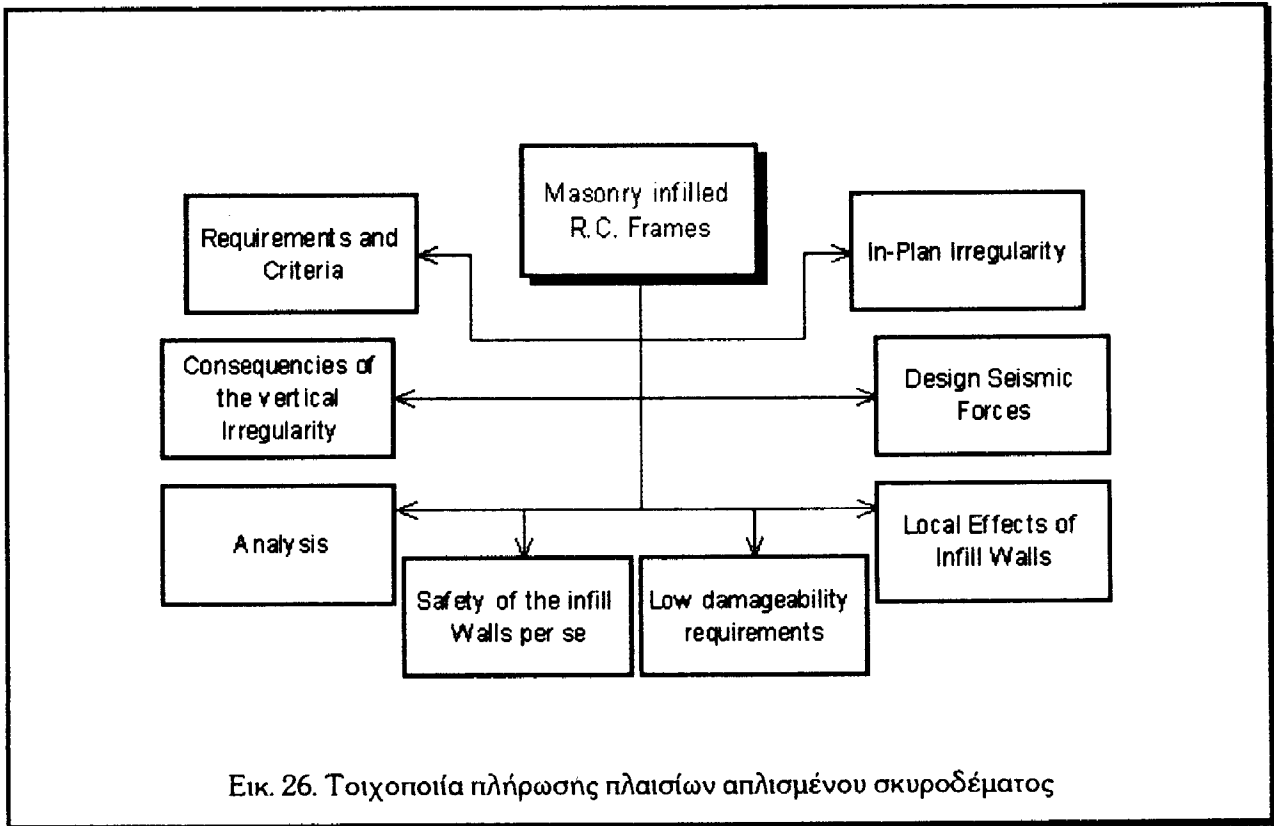 Masonry infilled
R.C. Frames
Requirements and
Criteria
In-Plan Irregularity
Consequencies of
the vertical
Irregularity
Design Seismic
Forces
Analysis
Local Effects of
Infill Walls
Safety of the infill
Walls per se
Low damageability
requirements
Εικ. 26. Τοιχοποιία πλήρωσης πλαισίων απλισμένου σκυροδέματος